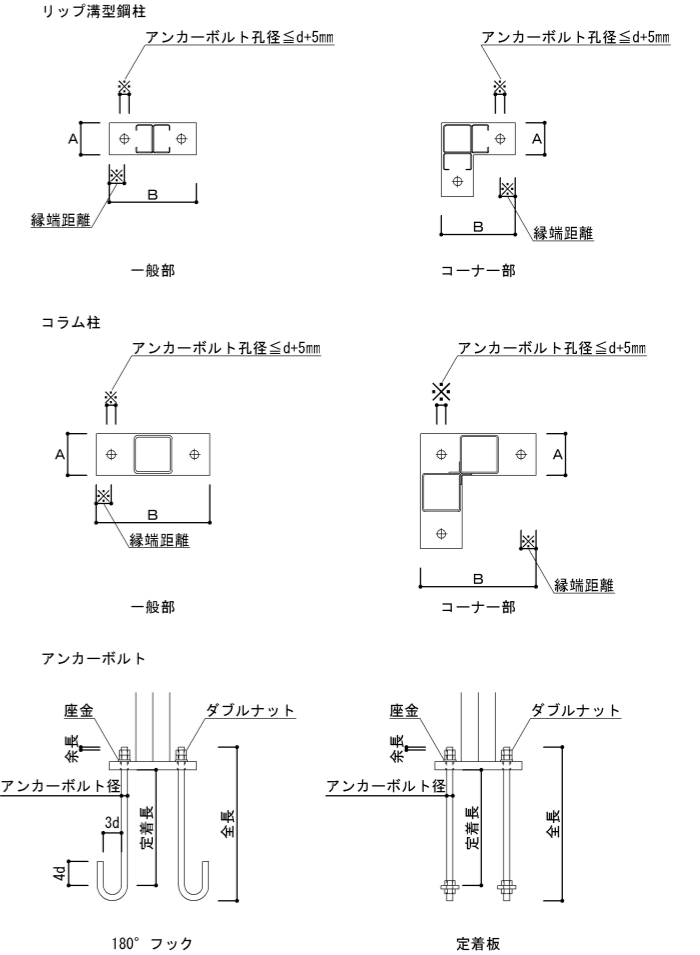 リップ溝型鋼柱
アンカーボルト孔径≦d+5㎜
アンカーボルト孔径≦d+5㎜
※
※
A
A
※
※
B
B
縁端距離
縁端距離
一般部
コーナー部
コラム柱
アンカーボルト孔径≦d+5㎜
アンカーボルト孔径≦d+5㎜
※
※
A
A
※
B
縁端距離
※
B
縁端距離
一般部
コーナー部
アンカーボルト
座金
ダブルナット
座金
ダブルナット
余長
余長
アンカーボルト径
アンカーボルト径
3d
定着長
全長
定着長
全長
4d
180°フック
定着板